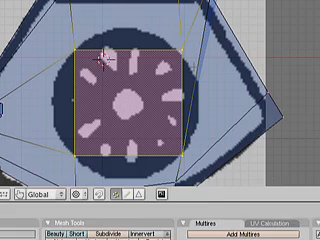 Global
Mesh Tools
Multires
UV Calculation
Beauty
Short
Subdivide
Innervert
Add Multires